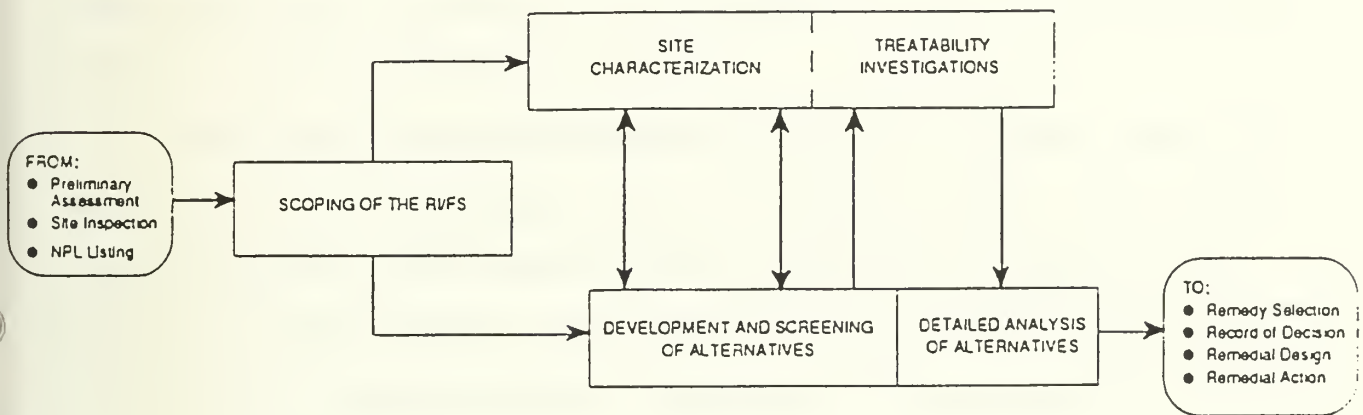 SITE
CHARACTERIZATION
TREATABILITY
INVESTIGATIONS
FROM:
● Preliminary
Assessment
● Site Inspection
● NPL Listing
SCOPING OF THE RI/FS
DEVELOPMENT AND SCREENING
OF ALTERNATIVES
DETAILED ANALYSIS
OF ALTERNATIVES
TO:
● Remedy Selection
● Record of Decision
● Remedial Design
● Remedial Action